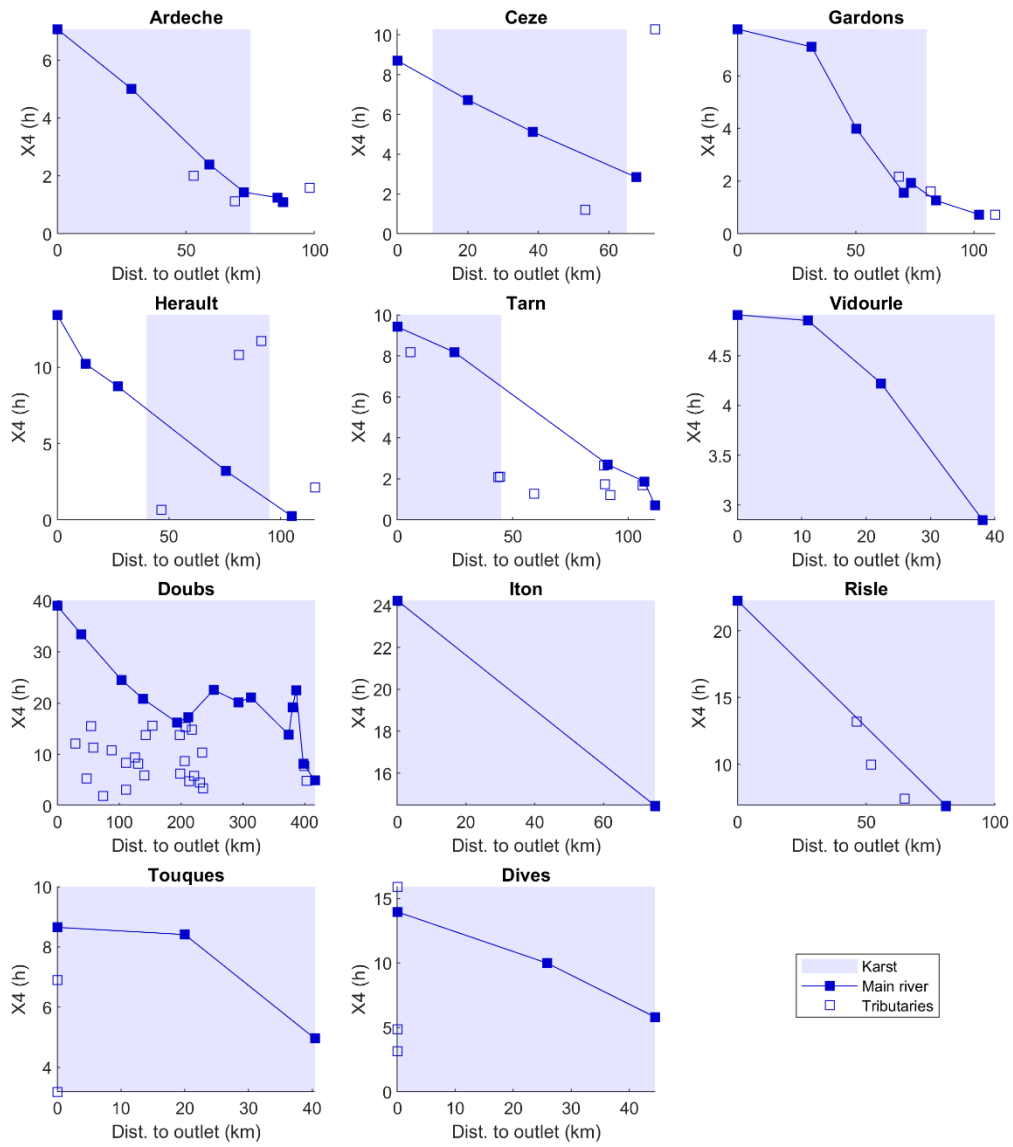 Ardeche
Ceze
Gardons
X4 (h)
0
2
4
6
0
50
100
Dist. to outlet (km)
X4 (h)
0
2
4
6
8
10
0
20
40
60
Dist. to outlet (km)
X4 (h)
0
2
4
6
0
50
100
Dist. to outlet (km)
Herault
Tarn
Vidourle
X4 (h)
0
5
10
50
100
Dist. to outlet (km)
X4 (h)
0
2
4
6
8
10
0
50
100
Dist. to outlet (km)
X4 (h)
3
3.5
4
4.5
0
10
20
30
40
Dist. to outlet (km)
Doubs
Iton
Risle
X4 (h)
0
10
20
30
40
0
100
200
300
400
Dist. to outlet (km)
X4 (h)
16
18
20
22
24
0
20
40
60
Dist. to outlet (km)
X4 (h)
10
15
20
0
50
100
Dist. to outlet (km)
Touques
Dives
X4 (h)
4
6
8
10
0
10
20
30
40
Dist. to outlet (km)
X4 (h)
0
5
10
15
0
20
40
Dist. to outlet (km)
Karst
Main river
Tributaries